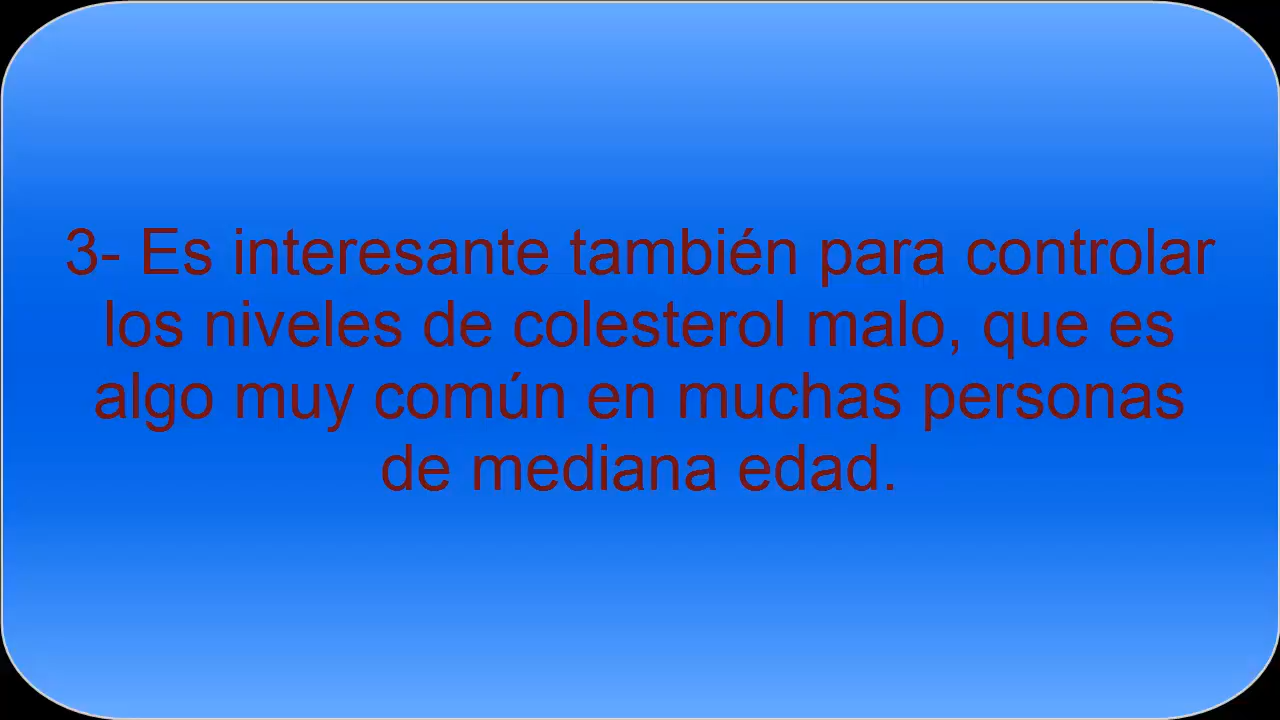 3- Es interesante también para controlar
los niveles de colesterol malo, que es
algo muy común en muchas personas
de mediana edad.